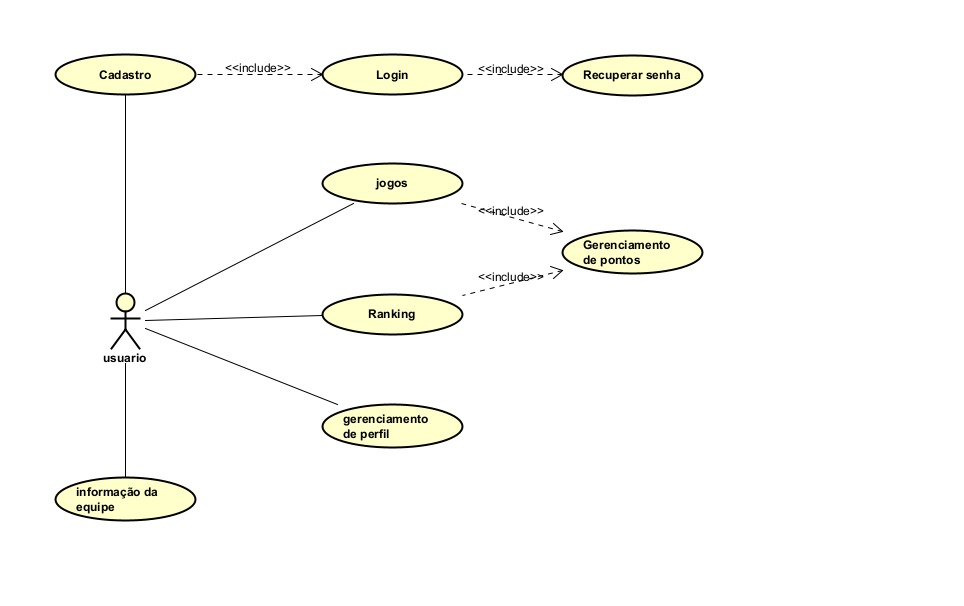 Cadastro
<<include>>
Login
<<include>>
Recuperar senha
jogos
<<include>>
Gerenciamento
de pontos
<<include>>
Ranking
usuario
gerenciamento
de perfil
informação da
equipe